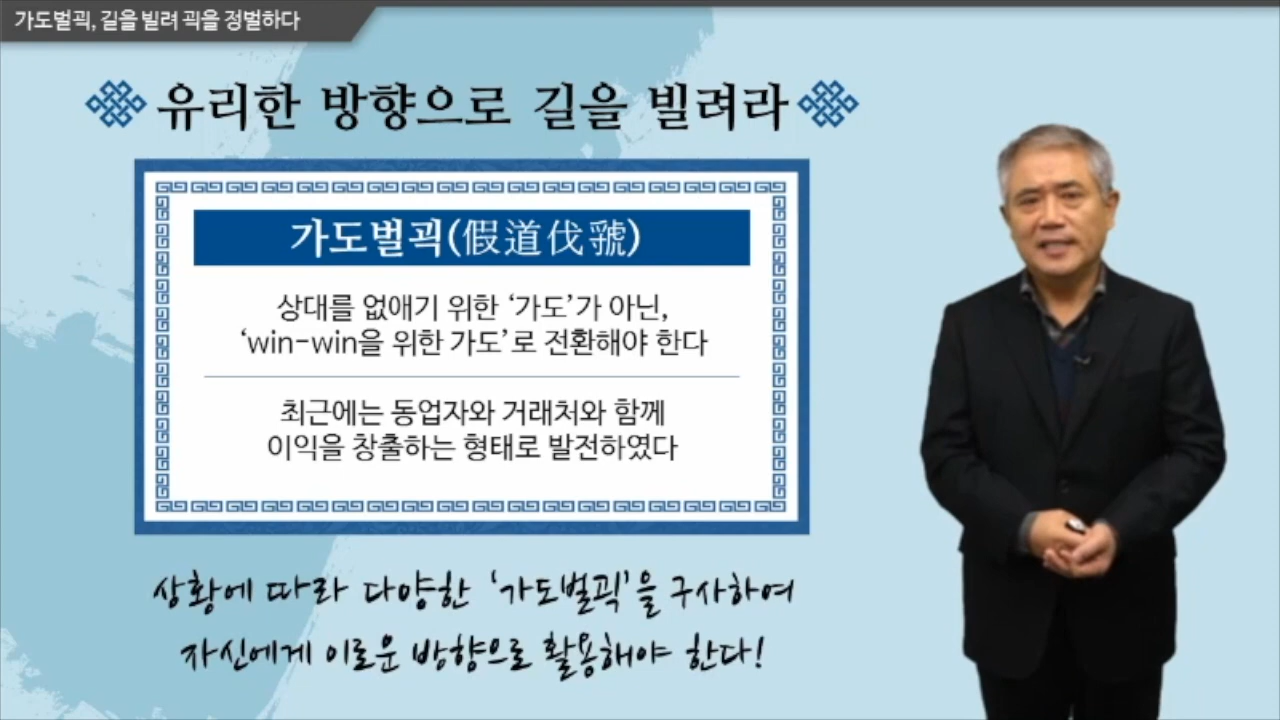 가도벌괵, 길을 빌려 괵을 정벌하다
유리한 방향으로 길을 빌려라
가도벌괵(假道伐虢)
상대를 없애기 위한 ‘가도’가 아닌,
‘win-win을 위한 가도’로 전환해야 한다
최근에는 동업자와 거래처와 함께
이익을 창출하는 형태로 발전하였다
상황에 따라 다양한 ‘가도벌괵’을 구사하여
자신에게 이로운 방향으로 활용해야 한다!